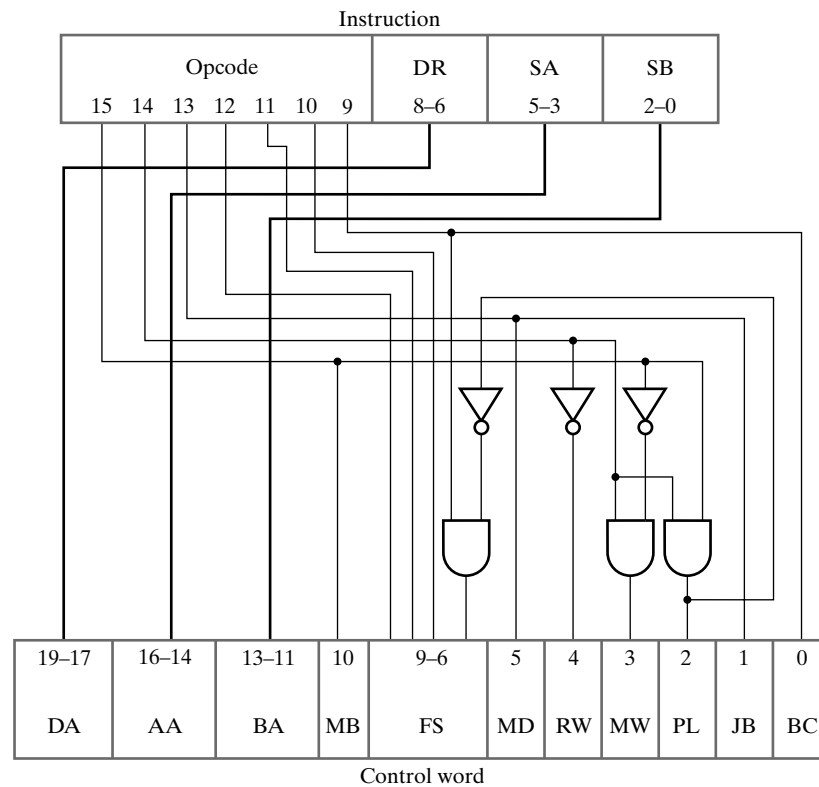 Instruction
Opcode DR SA SB
15 14 13 12 11 10 9 8–6 5–3 2–0
19–17 16–14 13–11 10 9–6 5 4 3 2 1 0
DA AA BA MB FS MD RW MW PL JB BC
Control word